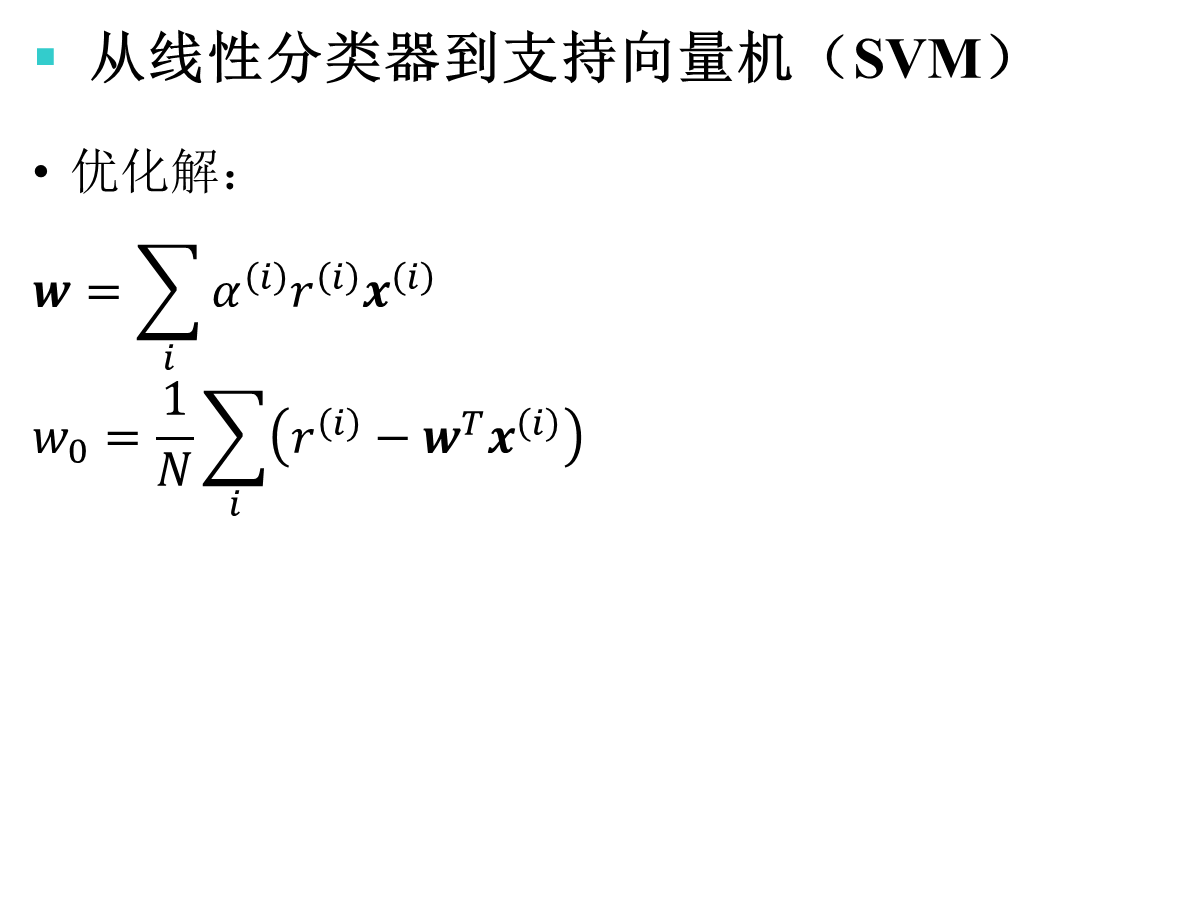 ▪ 从线性分类器到支持向量机（SVM）
• 优化解：
𝒘 = ∑_i α^(i) r^(i) 𝒙^(i)
w_0 = 1/N ∑_i (r^(i) − 𝒘^T 𝒙^(i))